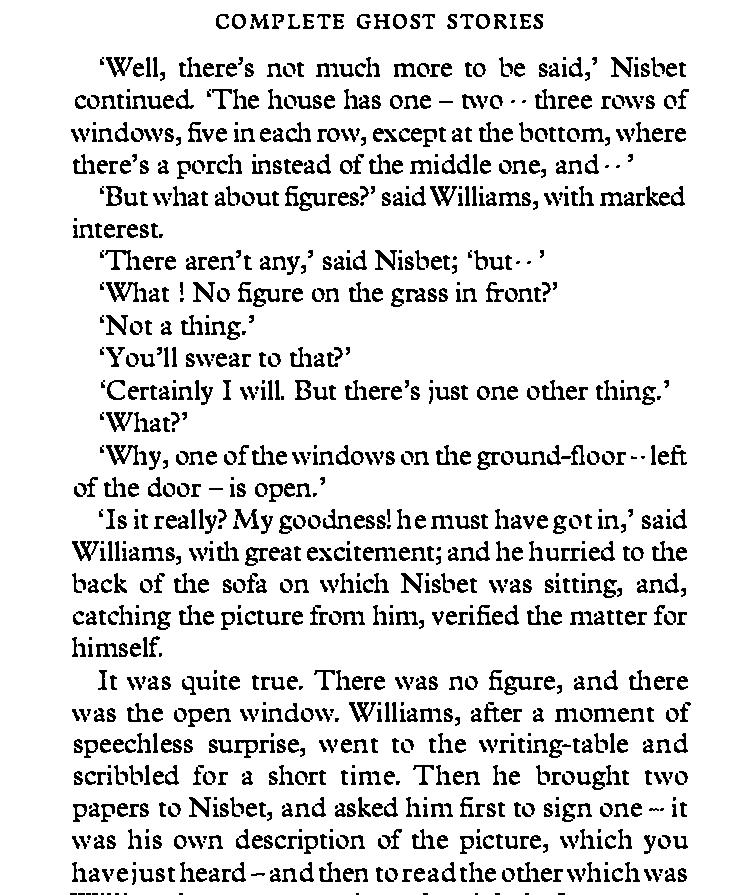 COMPLETE GHOST STORIES
‘Well, there’s not much more to be said,’ Nisbet
continued. ‘The house has one – two -- three rows of
windows, five in each row, except at the bottom, where
there’s a porch instead of the middle one, and -- ’
‘But what about figures?’ said Williams, with marked
interest.
‘There aren’t any,’ said Nisbet; ‘but -- ’
‘What ! No figure on the grass in front?’
‘Not a thing.’
‘You’ll swear to that?’
‘Certainly I will. But there’s just one other thing.’
‘What?’
‘Why, one of the windows on the ground-floor -- left
of the door – is open.’
‘Is it really? My goodness! he must have got in,’ said
Williams, with great excitement; and he hurried to the
back of the sofa on which Nisbet was sitting, and,
catching the picture from him, verified the matter for
himself.
It was quite true. There was no figure, and there
was the open window. Williams, after a moment of
speechless surprise, went to the writing-table and
scribbled for a short time. Then he brought two
papers to Nisbet, and asked him first to sign one – it
was his own description of the picture, which you
have just heard – and then to read the other which was